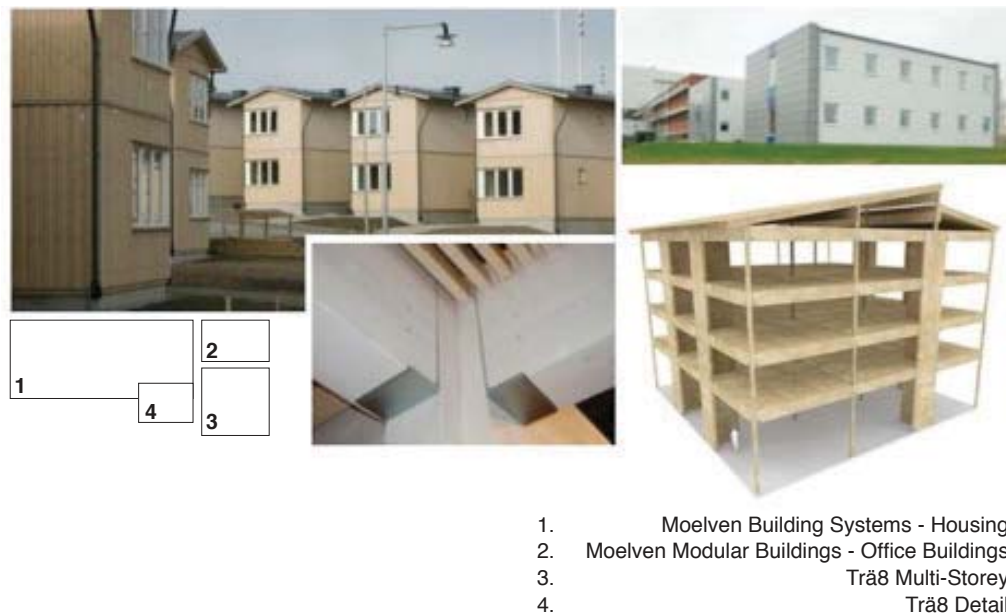 1
2
3
4
1. Moelven Building Systems - Housing
2. Moelven Modular Buildings - Office Buildings
3. Trä8 Multi-Storey
4. Trä8 Detail